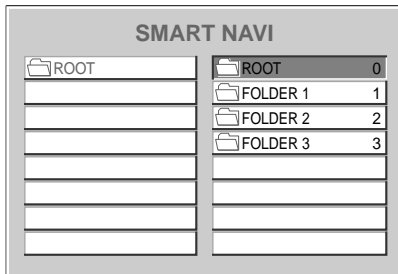 SMART NAVI
ROOT
ROOT 0
FOLDER 1 1
FOLDER 2 2
FOLDER 3 3